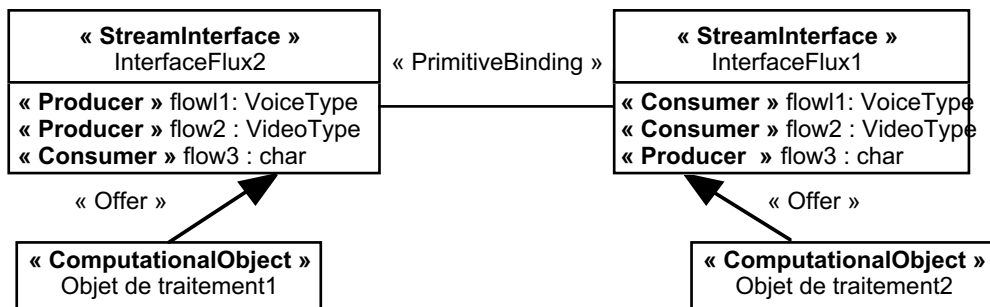 « StreamInterface »
InterfaceFlux2
« Producer » flowl1: VoiceType
« Producer » flow2 : VideoType
« Consumer » flow3 : char
« PrimitiveBinding »
« StreamInterface »
InterfaceFlux1
« Consumer » flowl1: VoiceType
« Consumer » flow2 : VideoType
« Producer » flow3 : char
« Offer »
« Offer »
« ComputationalObject »
Objet de traitement1
« ComputationalObject »
Objet de traitement2